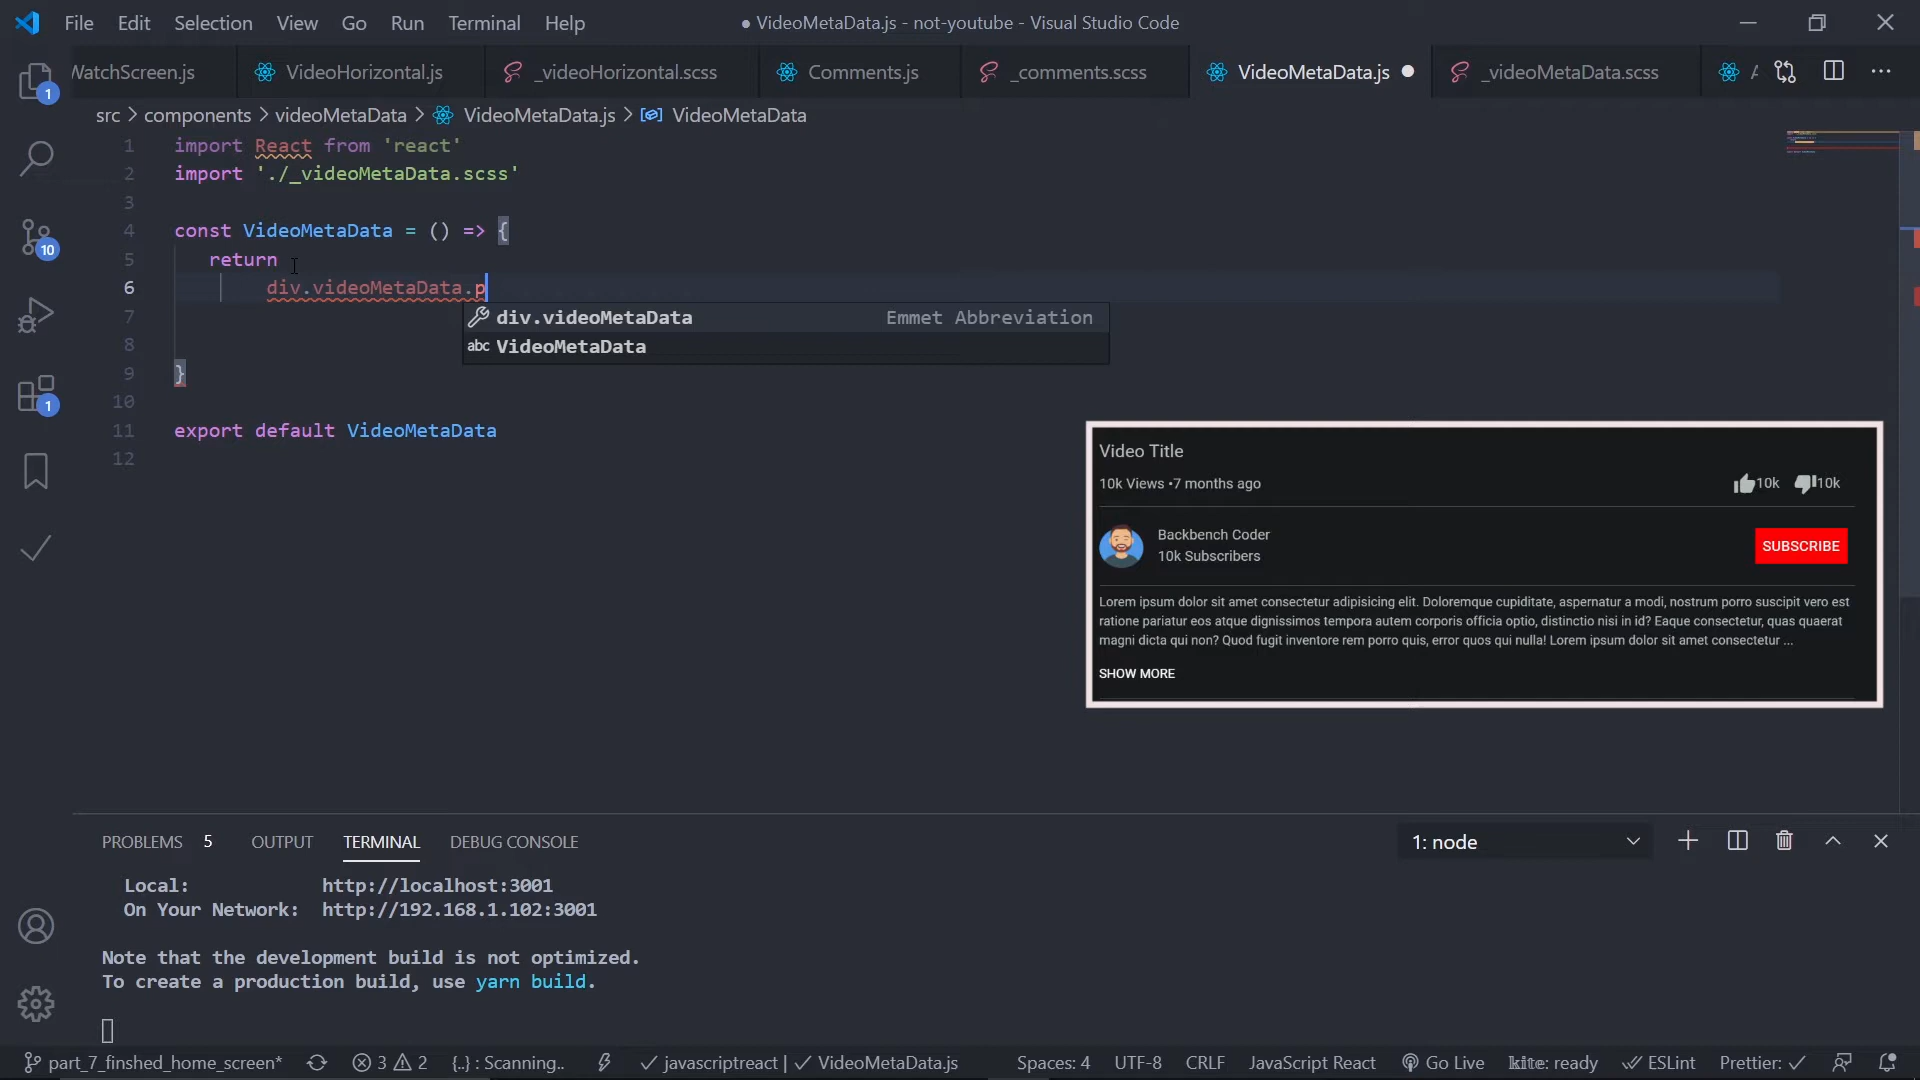 File Edit Selection View Go Run Terminal Help
● VideoMetaData.js - not-youtube - Visual Studio Code
WatchScreen.js VideoHorizontal.js _videoHorizontal.scss Comments.js _comments.scss VideoMetaData.js _videoMetaData.scss
src > components > videoMetaData > VideoMetaData.js > VideoMetaData
1 import React from 'react'
2 import './_videoMetaData.scss'
3
4 const VideoMetaData = () => {
5 return
6 div.videoMetaData.p
div.videoMetaData Emmet Abbreviation
abc VideoMetaData
7
8
9 }
10
11 export default VideoMetaData
12
Video Title
10k Views •7 months ago 10k 10k
Backbench Coder
10k Subscribers
SUBSCRIBE
Lorem ipsum dolor sit amet consectetur adipisicing elit. Doloremque cupiditate, aspernatur a modi, nostrum porro suscipit vero est
ratione pariatur eos atque dignissimos tempora autem corporis officia optio, distinctio nisi in id? Eaque consectetur, quas quaerat
magni dicta qui non? Quod fugit inventore rem porro quis, error quos qui nulla! Lorem ipsum dolor sit amet consectetur ...
SHOW MORE
1
10
1
PROBLEMS 5 OUTPUT TERMINAL DEBUG CONSOLE 1: node
Local: http://localhost:3001
On Your Network: http://192.168.1.102:3001
Note that the development build is not optimized.
To create a production build, use yarn build.
part_7_finshed_home_screen* 3 2 {..} : Scanning.. javascriptreact | VideoMetaData.js Spaces: 4 UTF-8 CRLF JavaScript React Go Live kite: ready ESLint Prettier: ✓